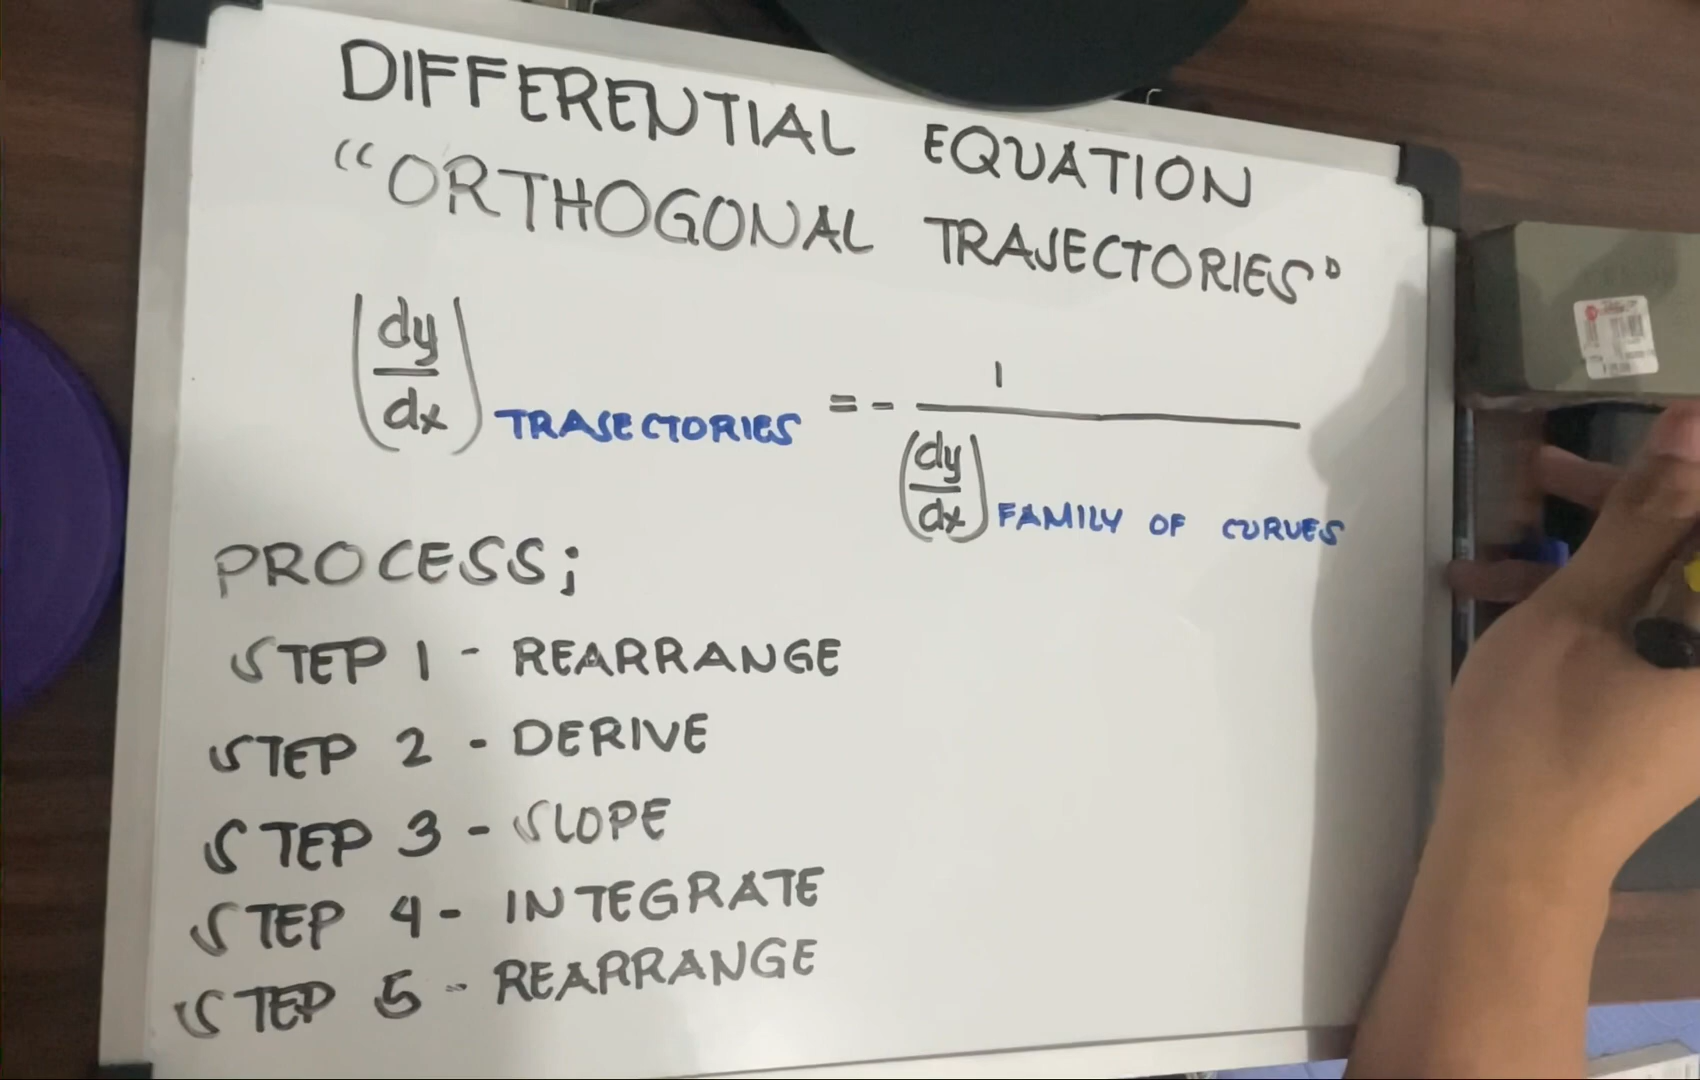 DIFFERENTIAL EQUATION
“ORTHOGONAL TRAJECTORIES”
(dy/dx) TRAJECTORIES = - 1/(dy/dx) FAMILY OF CURVES
PROCESS;
STEP 1 - REARRANGE
STEP 2 - DERIVE
STEP 3 - SLOPE
STEP 4 - INTEGRATE
STEP 5 - REARRANGE